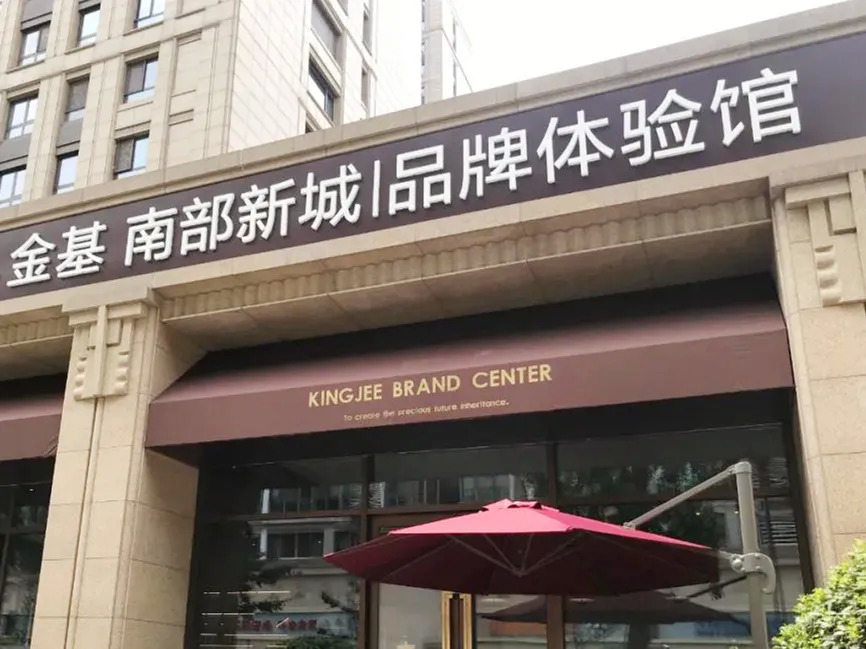 金基 南部新城|品牌体验馆
KINGJEE BRAND CENTER
To create the precious future inheritance.